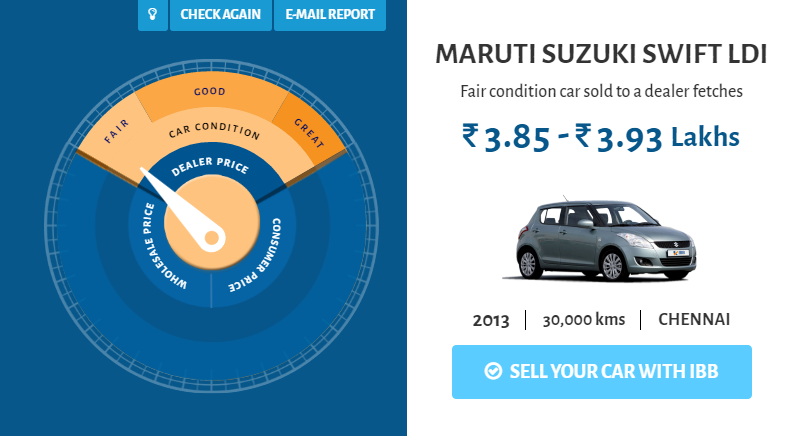 CHECK AGAIN
E-MAIL REPORT
GOOD
FAIR
GREAT
CAR CONDITION
DEALER PRICE
WHOLESALE PRICE
CONSUMER PRICE
MARUTI SUZUKI SWIFT LDI
Fair condition car sold to a dealer fetches
₹ 3.85 - ₹ 3.93 Lakhs
2013 | 30,000 kms | CHENNAI
SELL YOUR CAR WITH IBB